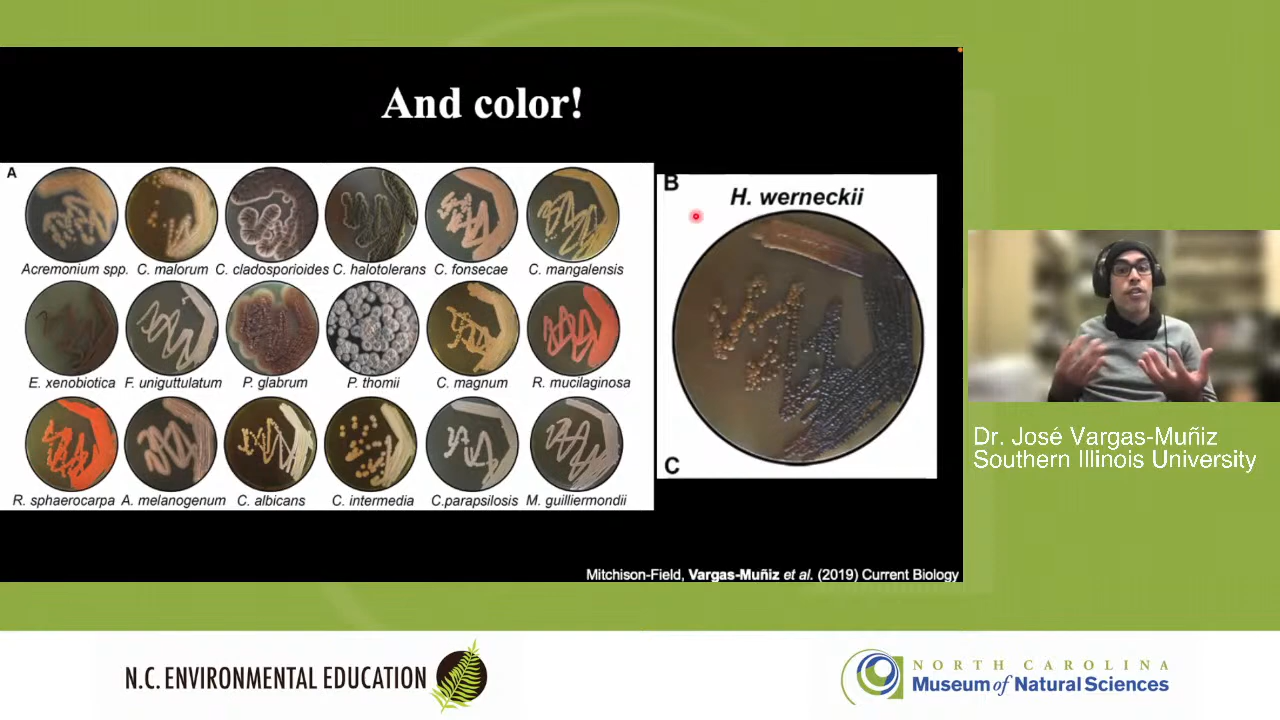 And color!
A
Acremonium spp. C. malorum C. cladosporioides C. halotolerans C. fonsecae C. mangalensis
E. xenobiotica F. uniguttulatum P. glabrum P. thomii C. magnum R. mucilaginosa
R. sphaerocarpa A. melanogenum C. albicans C. intermedia C.parapsilosis M. guilliermondii
B
H. werneckii
C
Mitchison-Field, Vargas-Muñiz et al. (2019) Current Biology
Dr. José Vargas-Muñiz
Southern Illinois University
N.C. ENVIRONMENTAL EDUCATION
NORTH CAROLINA
Museum of Natural Sciences